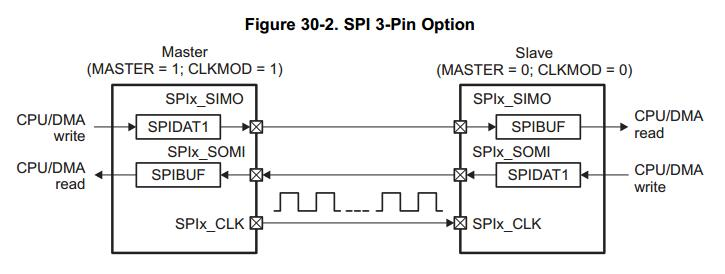 Figure 30-2. SPI 3-Pin Option
Master
(MASTER = 1; CLKMOD = 1)
Slave
(MASTER = 0; CLKMOD = 0)
SPIx_SIMO
SPIx_SIMO
CPU/DMA
write
SPIDAT1
SPIBUF
CPU/DMA
read
SPIx_SOMI
SPIx_SOMI
CPU/DMA
read
SPIBUF
SPIDAT1
CPU/DMA
write
SPIx_CLK
SPIx_CLK